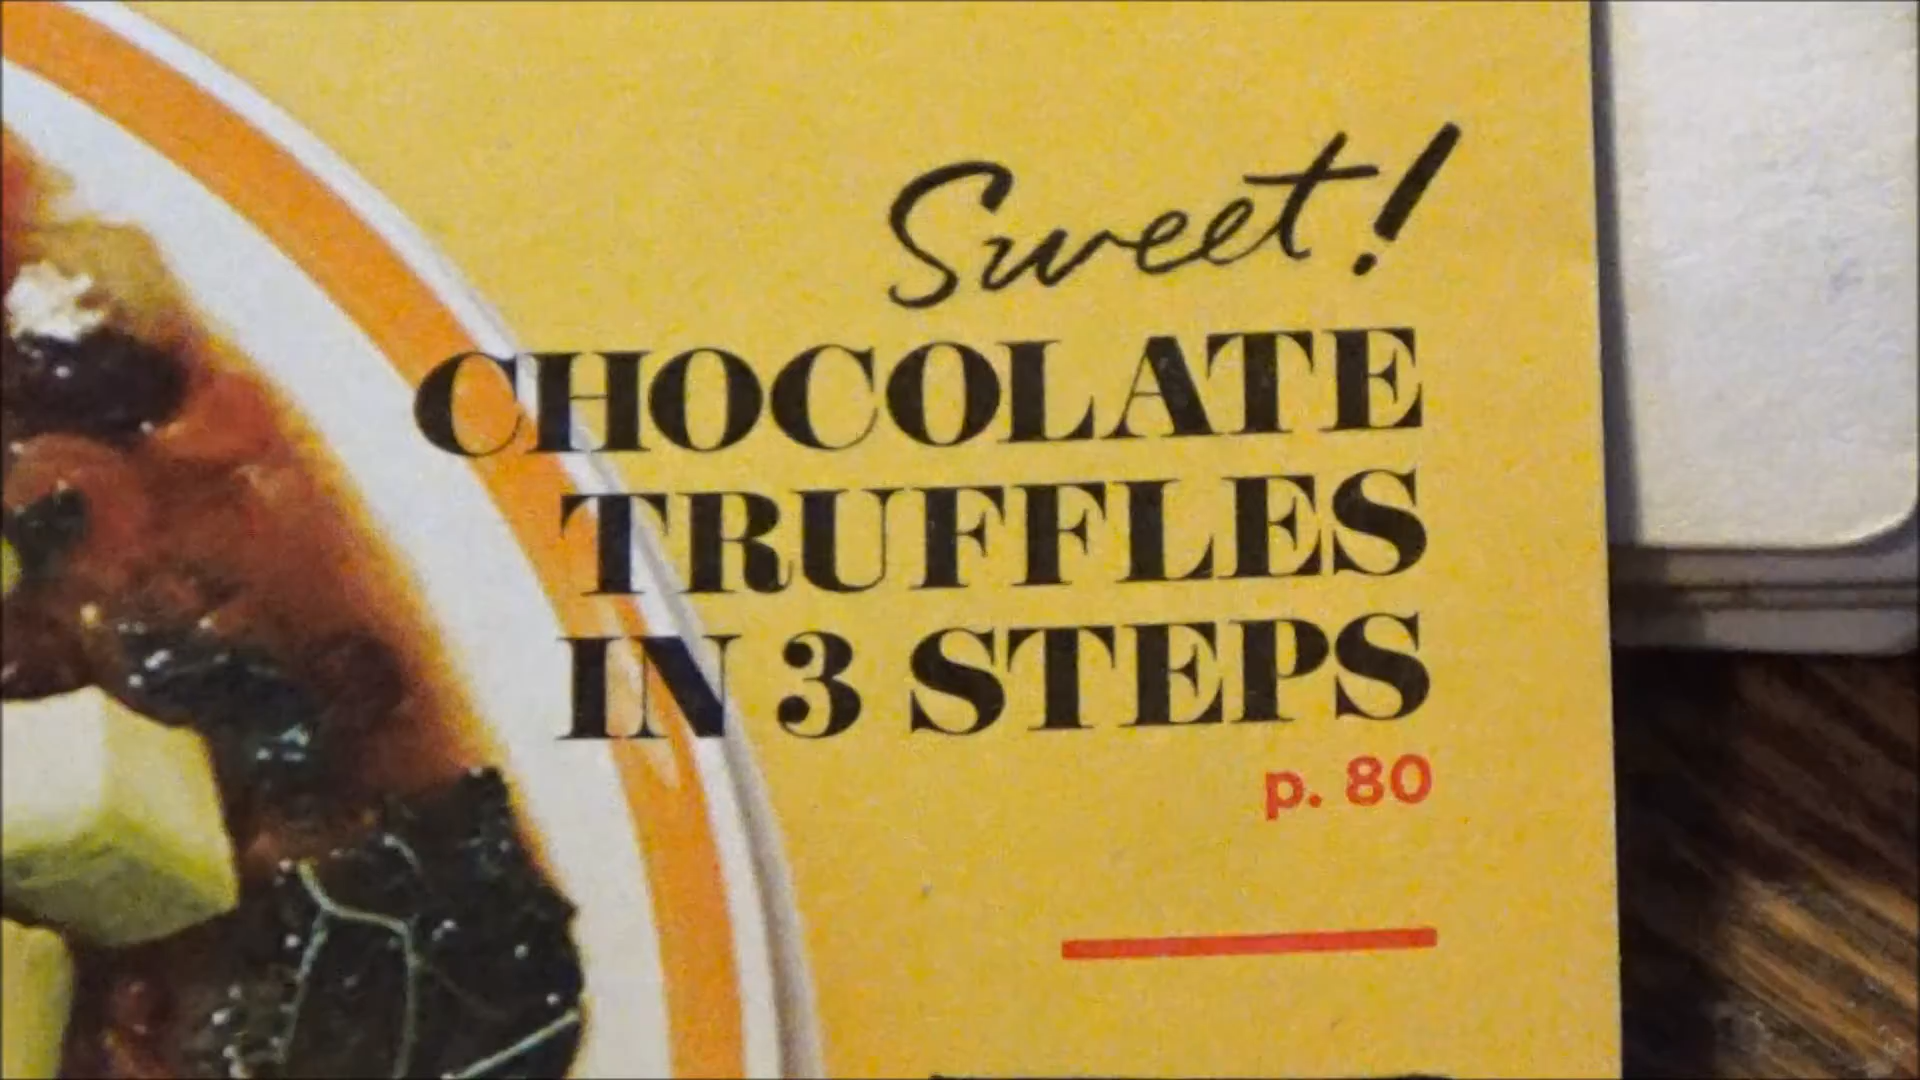 Sweet!
CHOCOLATE
TRUFFLES
IN 3 STEPS
p. 80